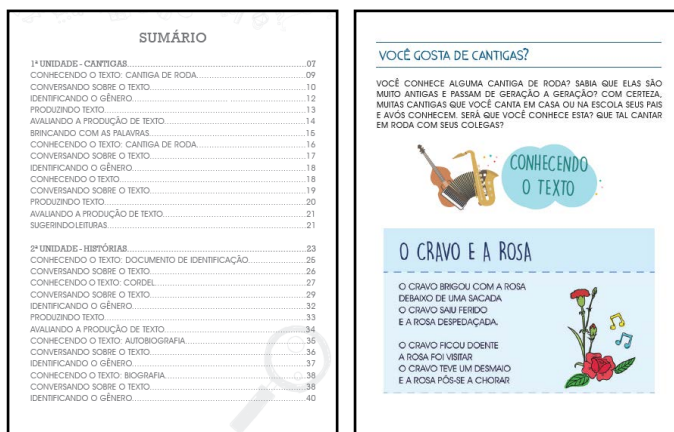 SUMÁRIO
1ª UNIDADE - CANTIGAS 07
CONHECENDO O TEXTO: CANTIGA DE RODA 09
CONVERSANDO SOBRE O TEXTO 10
IDENTIFICANDO O GÊNERO 12
PRODUZINDO TEXTO 13
AVALIANDO A PRODUÇÃO DE TEXTO 14
BRINCANDO COM AS PALAVRAS 15
CONHECENDO O TEXTO: CANTIGA DE RODA 16
CONVERSANDO SOBRE O TEXTO 17
IDENTIFICANDO O GÊNERO 18
CONHECENDO O TEXTO 18
CONVERSANDO SOBRE O TEXTO 19
PRODUZINDO TEXTO 20
AVALIANDO A PRODUÇÃO DE TEXTO 21
SUGERINDO LEITURAS 21
2ª UNIDADE - HISTÓRIAS 23
CONHECENDO O TEXTO: DOCUMENTO DE IDENTIFICAÇÃO 25
CONVERSANDO SOBRE O TEXTO 26
CONHECENDO O TEXTO: CORDEL 27
CONVERSANDO SOBRE O TEXTO 29
IDENTIFICANDO O GÊNERO 32
PRODUZINDO TEXTO 33
AVALIANDO A PRODUÇÃO DE TEXTO 34
CONHECENDO O TEXTO: AUTOBIOGRAFIA 35
CONVERSANDO SOBRE O TEXTO 36
IDENTIFICANDO O GÊNERO 37
CONHECENDO O TEXTO: BIOGRAFIA 38
CONVERSANDO SOBRE O TEXTO 38
IDENTIFICANDO O GÊNERO 40
VOCÊ GOSTA DE CANTIGAS?
VOCÊ CONHECE ALGUMA CANTIGA DE RODA? SABIA QUE ELAS SÃO
MUITO ANTIGAS E PASSAM DE GERAÇÃO A GERAÇÃO? COM CERTEZA,
MUITAS CANTIGAS QUE VOCÊ CANTA EM CASA OU NA ESCOLA SEUS PAIS
E AVÓS CONHECEM. SERÁ QUE VOCÊ CONHECE ESTA? QUE TAL CANTAR
EM RODA COM SEUS COLEGAS?
CONHECENDO
O TEXTO
O CRAVO E A ROSA
O CRAVO BRIGOU COM A ROSA
DEBAIXO DE UMA SACADA
O CRAVO SAIU FERIDO
E A ROSA DESPEDAÇADA.
O CRAVO FICOU DOENTE
A ROSA FOI VISITAR
O CRAVO TEVE UM DESMAIO
E A ROSA PÔS-SE A CHORAR